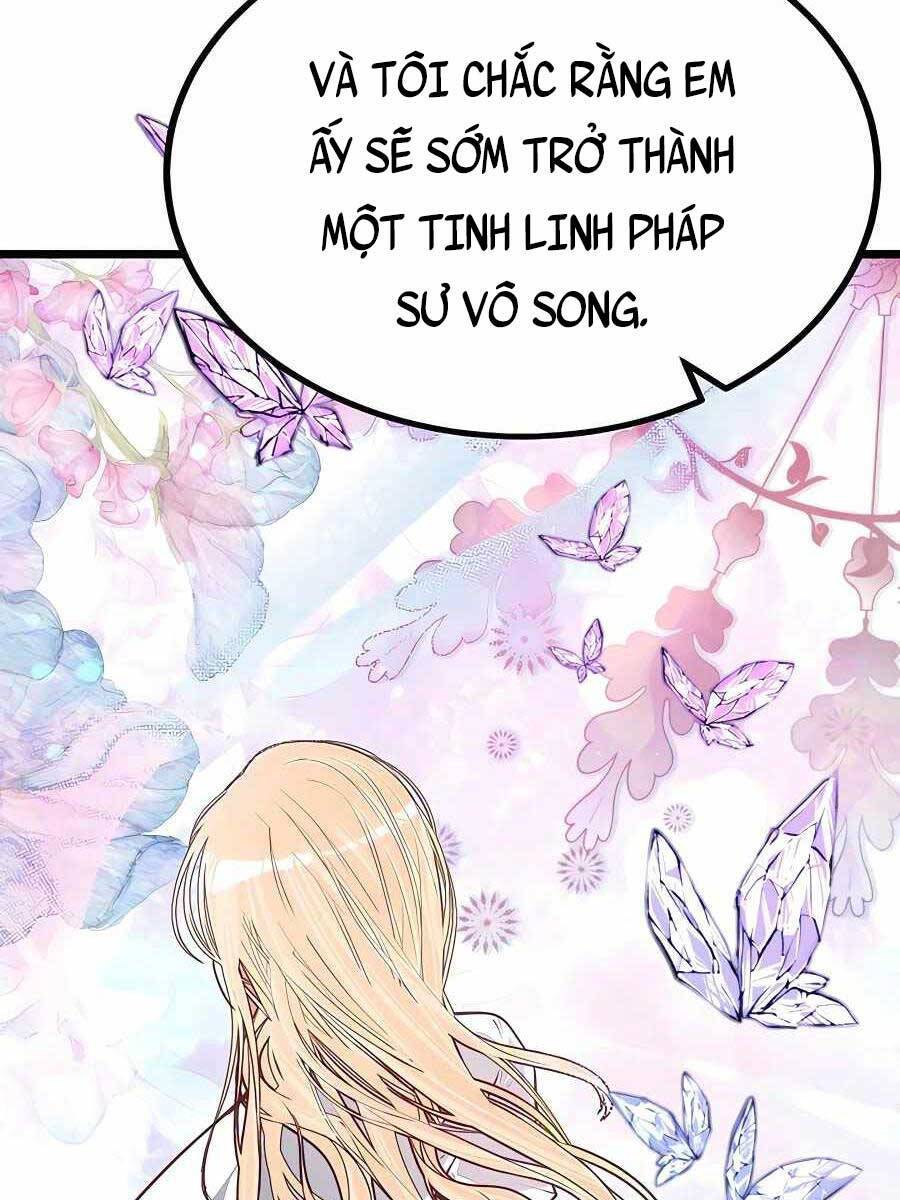 VÀ TÔI CHẮC RẰNG EM
ẤY SẼ SỚM TRỞ THÀNH
MỘT TINH LINH PHÁP
SƯ VÔ SONG.